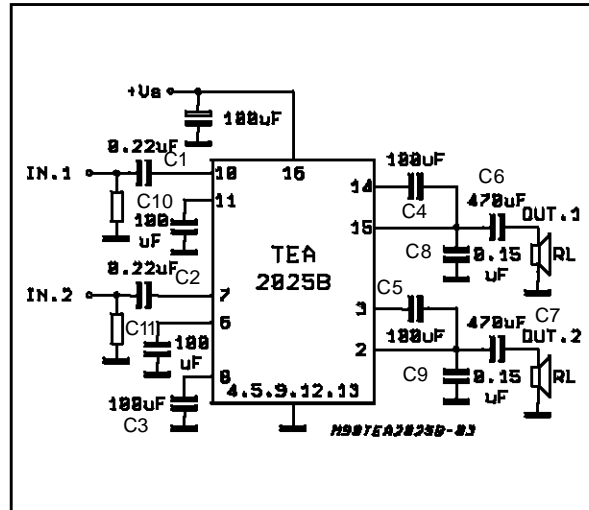 +Vs
100uF
0.22uF
C1
IN.1
10
16
C10
11
100
uF
100uF
14
C6
C4
470uF
OUT.1
15
C8
0.15
uF
RL
TEA
2025B
0.22uF
C2
IN.2
7
C11
6
100
uF
C5
3
100uF
C7
470uF
OUT.2
2
C9
0.15
uF
RL
8
100uF
C3
4.5.9.12.13
M90TEA2025B-03